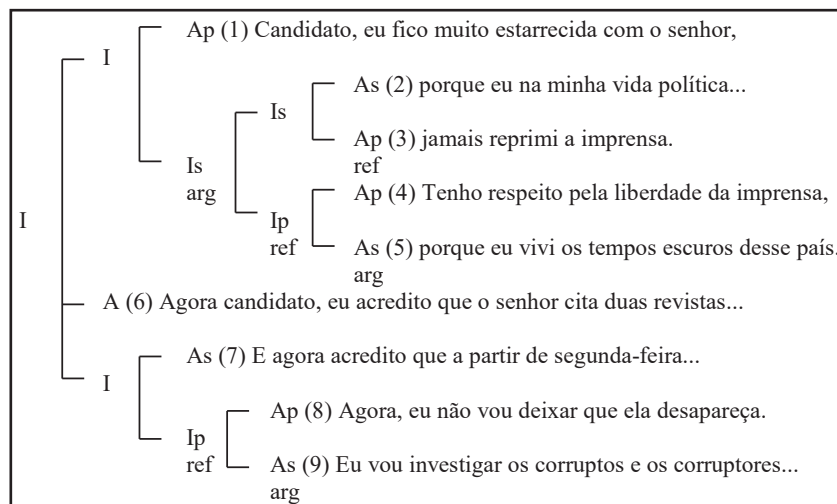 Ap (1) Candidato, eu fico muito estarrecida com o senhor,
I
As (2) porque eu na minha vida política...
Is
Ap (3) jamais reprimi a imprensa.
ref
Is
arg
Ap (4) Tenho respeito pela liberdade da imprensa,
Ip
ref
As (5) porque eu vivi os tempos escuros desse país.
arg
I
A (6) Agora candidato, eu acredito que o senhor cita duas revistas...
As (7) E agora acredito que a partir de segunda-feira...
I
Ap (8) Agora, eu não vou deixar que ela desapareça.
Ip
ref
As (9) Eu vou investigar os corruptos e os corruptores...
arg